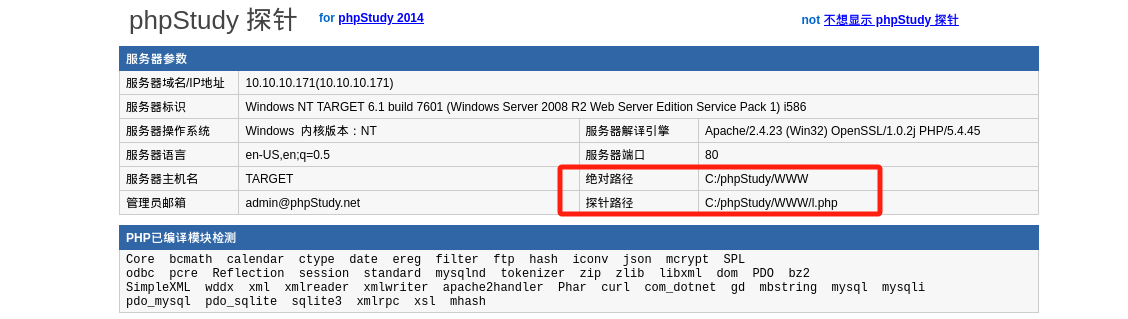 phpStudy 探针 for phpStudy 2014 not 不想显示 phpStudy 探针
服务器参数
服务器域名/IP地址 10.10.10.171(10.10.10.171)
服务器标识 Windows NT TARGET 6.1 build 7601 (Windows Server 2008 R2 Web Server Edition Service Pack 1) i586
服务器操作系统 Windows 内核版本：NT 服务器解译引擎 Apache/2.4.23 (Win32) OpenSSL/1.0.2j PHP/5.4.45
服务器语言 en-US,en;q=0.5 服务器端口 80
服务器主机名 TARGET 绝对路径 C:/phpStudy/WWW
管理员邮箱 admin@phpStudy.net 探针路径 C:/phpStudy/WWW/l.php
PHP已编译模块检测
Core bcmath calendar ctype date ereg filter ftp hash iconv json mcrypt SPL
odbc pcre Reflection session standard mysqlnd tokenizer zip zlib libxml dom PDO bz2
SimpleXML wddx xml xmlreader xmlwriter apache2handler Phar curl com_dotnet gd mbstring mysql mysqli
pdo_mysql pdo_sqlite sqlite3 xmlrpc xsl mhash